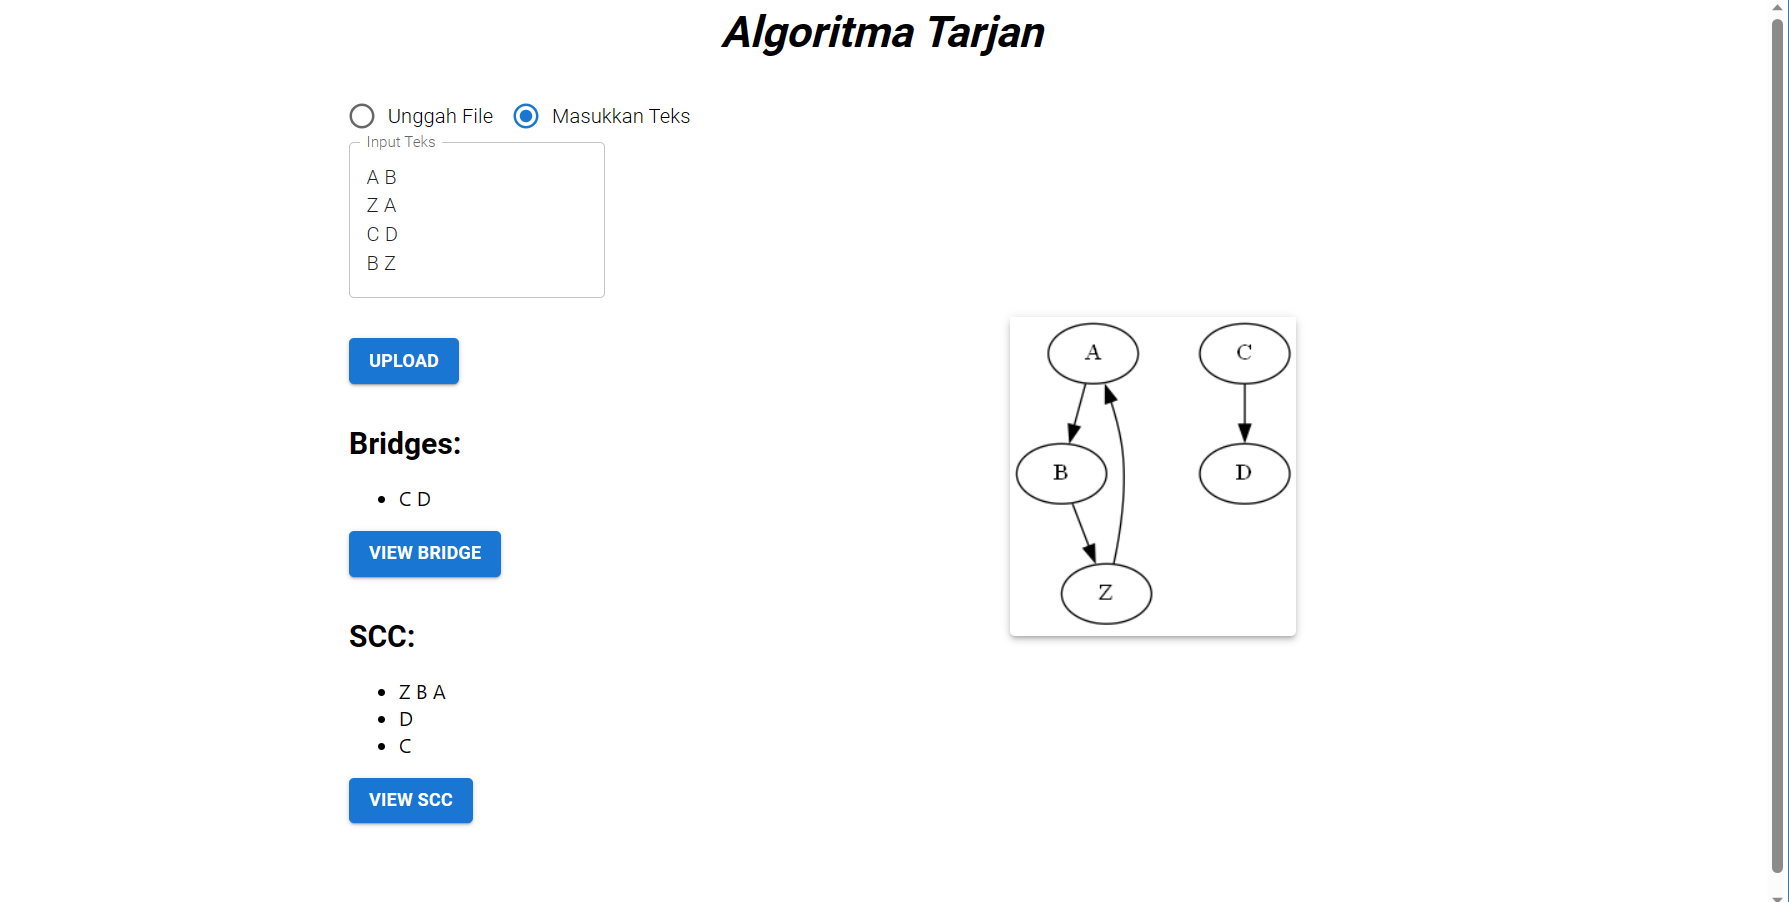 Algoritma Tarjan
Unggah File Masukkan Teks
Input Teks
A B
Z A
C D
B Z
UPLOAD
Bridges:
C D
VIEW BRIDGE
SCC:
Z B A
D
C
VIEW SCC
A C
B D
Z